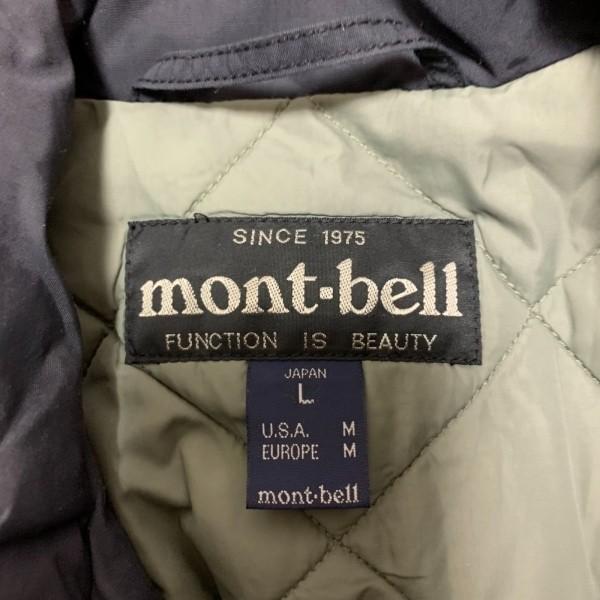 SINCE 1975
mont-bell
FUNCTION IS BEAUTY
JAPAN
L
U.S.A. M
EUROPE M
mont-bell